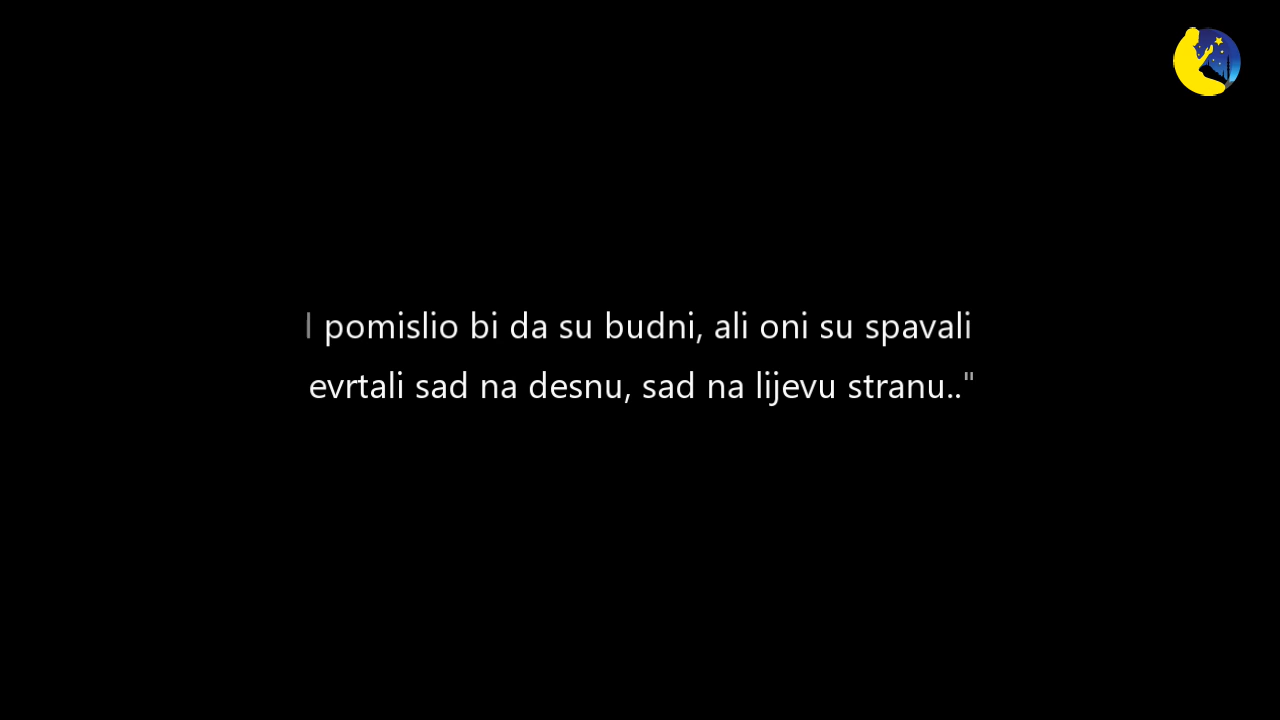 I pomislio bi da su budni, ali oni su spavali
evrtali sad na desnu, sad na lijevu stranu.."